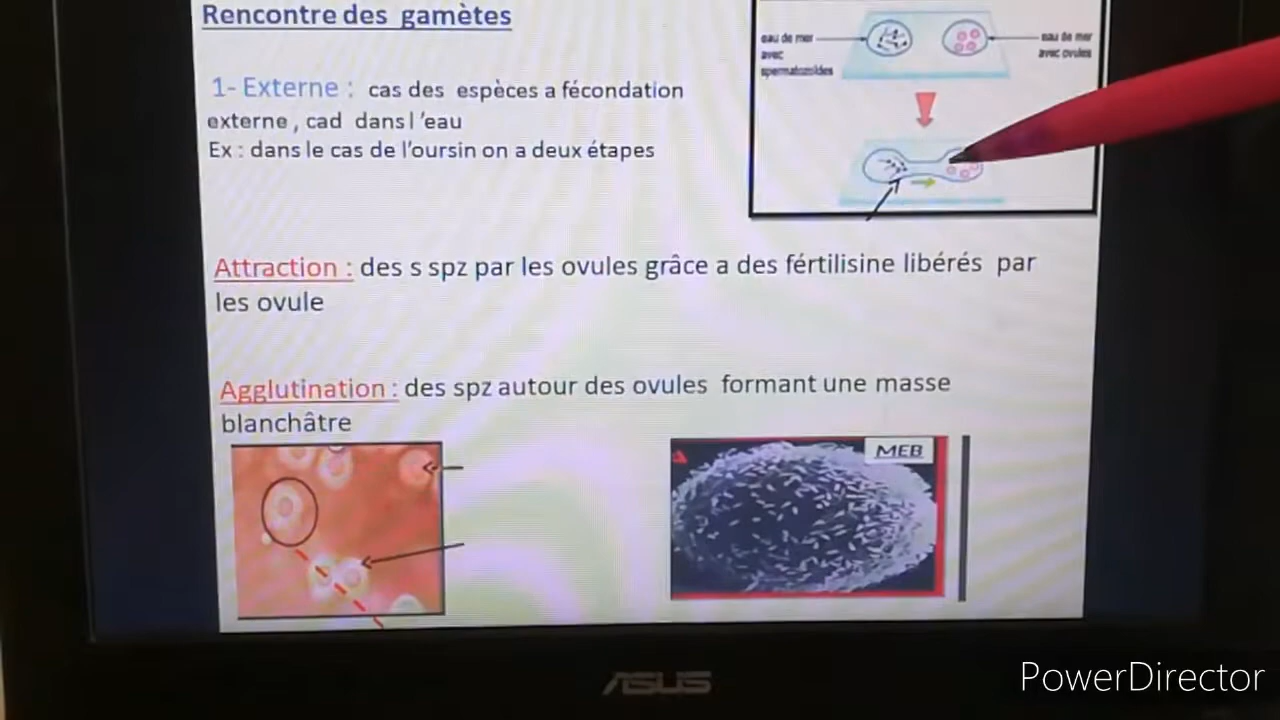 Rencontre des gamètes
eau de mer
avec
spermatozoïdes
eau de mer
avec ovules
1- Externe : cas des espèces a fécondation
externe , cad dans l 'eau
Ex : dans le cas de l'oursin on a deux étapes
Attraction : des s spz par les ovules grâce a des fértilisine libérés par
les ovule
Agglutination : des spz autour des ovules formant une masse
blanchâtre
MEB
ASUS
PowerDirector